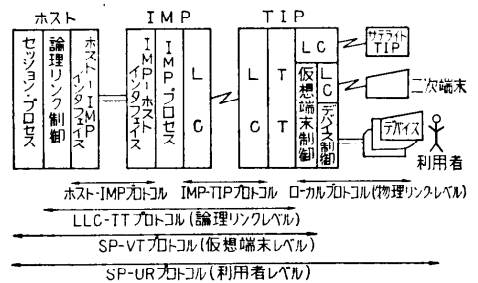 ホスト
IMP
TIP
セッション・プロセス
論理リンク制御
ホスト-IMPインタフェイス
IMP-ホストインタフェイス
IMPプロセス
LC
LC
TT
LC
仮想端末制御
LC
デバイス制御
サテライトTIP
二次端末
デバイス
利用者
ホスト-IMPプロトコル
IMP-TIPプロトコル
ローカルプロトコル(物理リンク・レベル)
LLC-TTプロトコル(論理リンクレベル)
SP-VTプロトコル(仮想端末レベル)
SP-URプロトコル(利用者レベル)